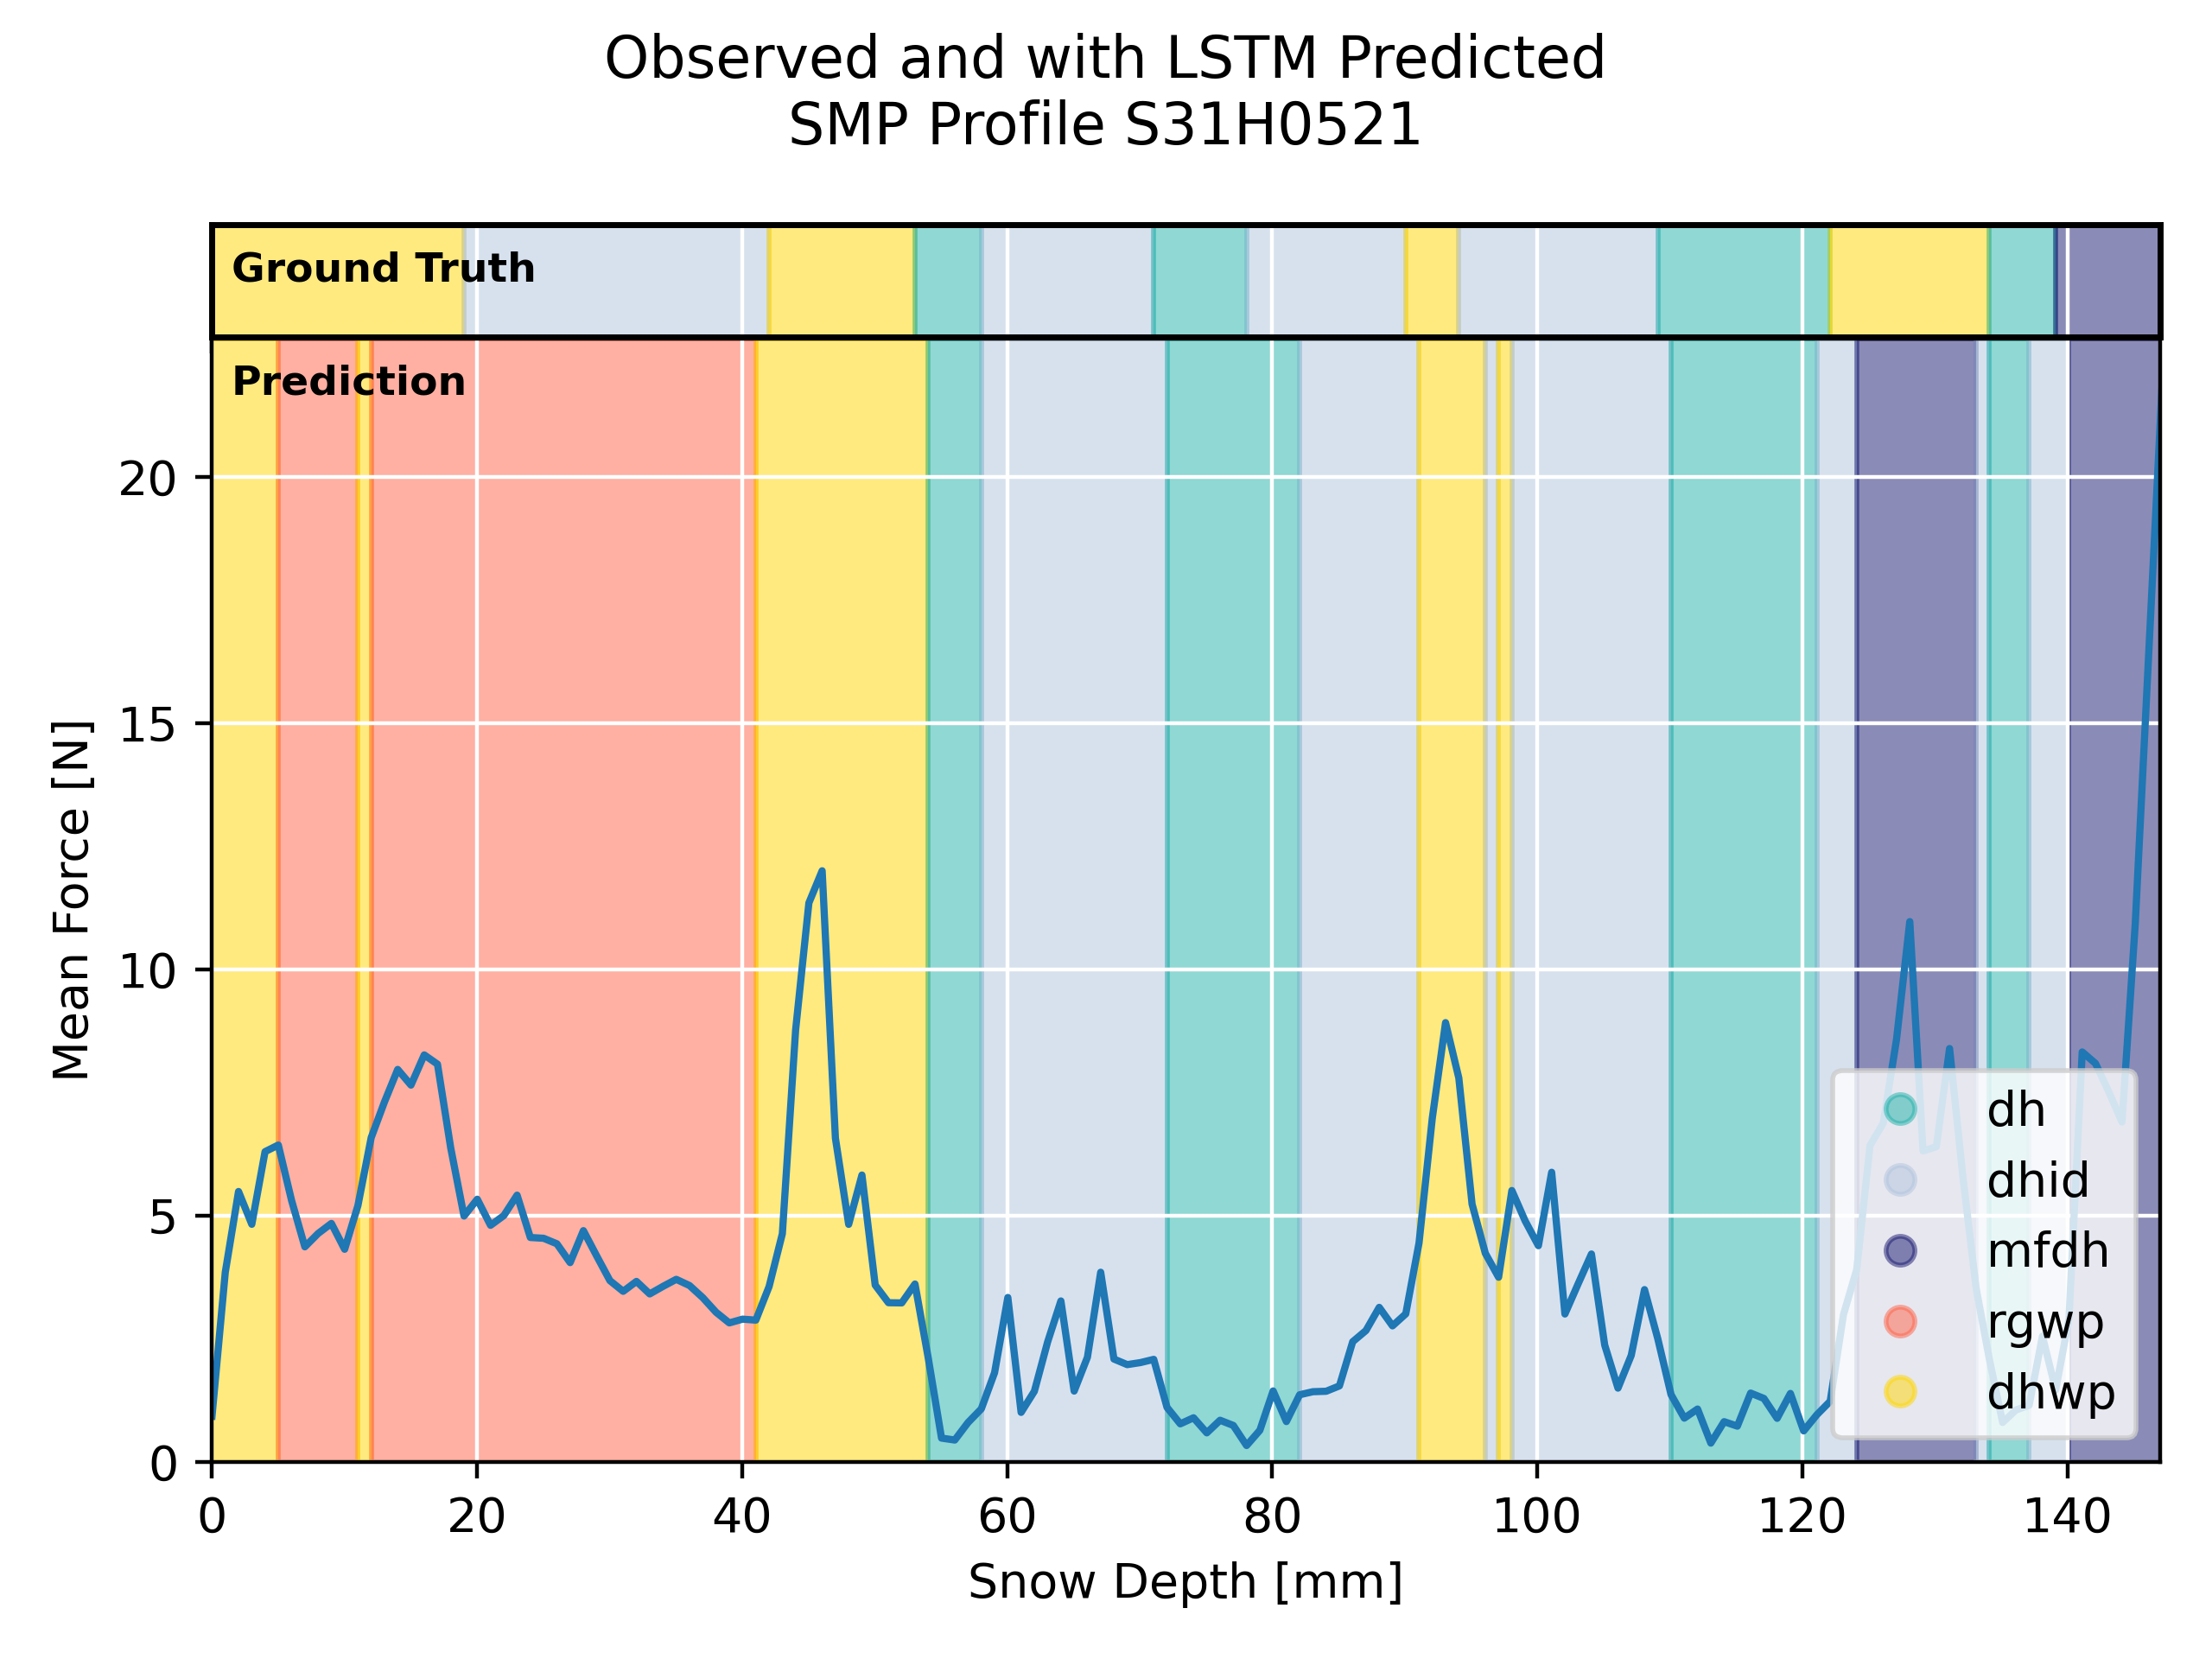 Observed and with LSTM Predicted
SMP Profile S31H0521
Ground Truth
Prediction
20
15
10
5
0
Mean Force [N]
dh
dhid
mfdh
rgwp
dhwp
0 20 40 60 80 100 120 140
Snow Depth [mm]